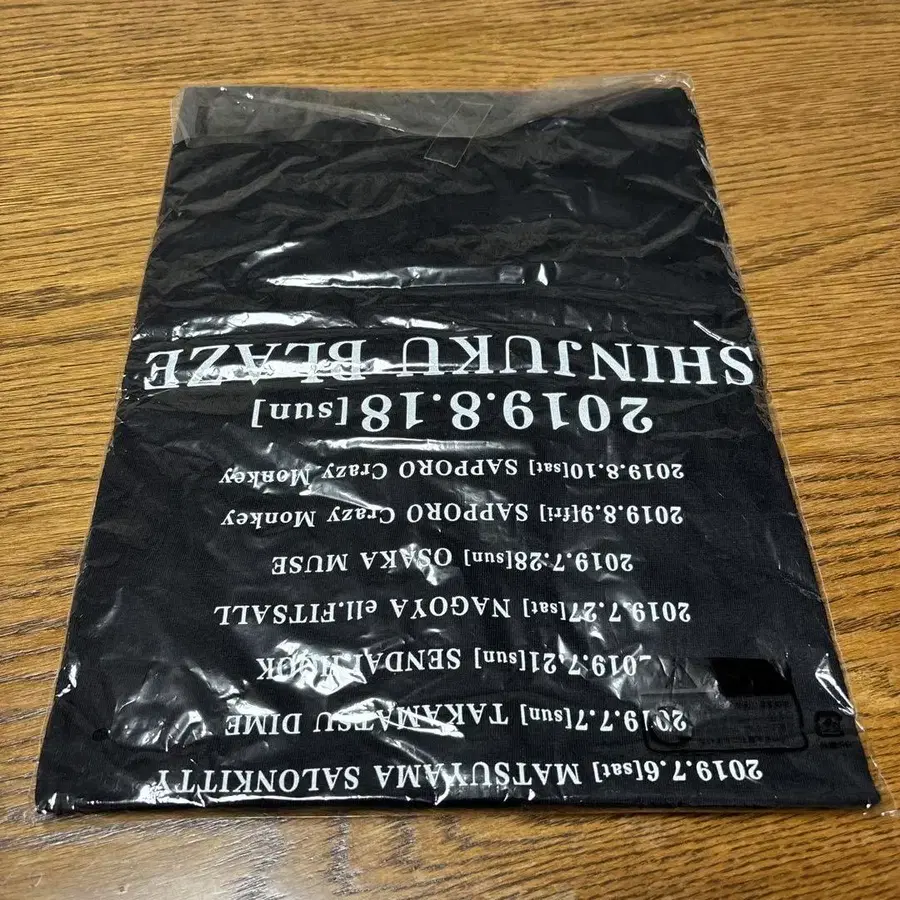 2019.7.6[sat] MATSUYAMA SALONKITTY
2019.7.7[sun] TAKAMATSU DIME
2019.7.21[sun] SENDAI HOOK
2019.7.27[sat] NAGOYA ell.FITSALL
2019.7.28[sun] OSAKA MUSE
2019.8.9[fri] SAPPORO Crazy Monkey
2019.8.10[sat] SAPPORO Crazy Monkey
2019.8.18[sun]
SHINJUKU BLAZE